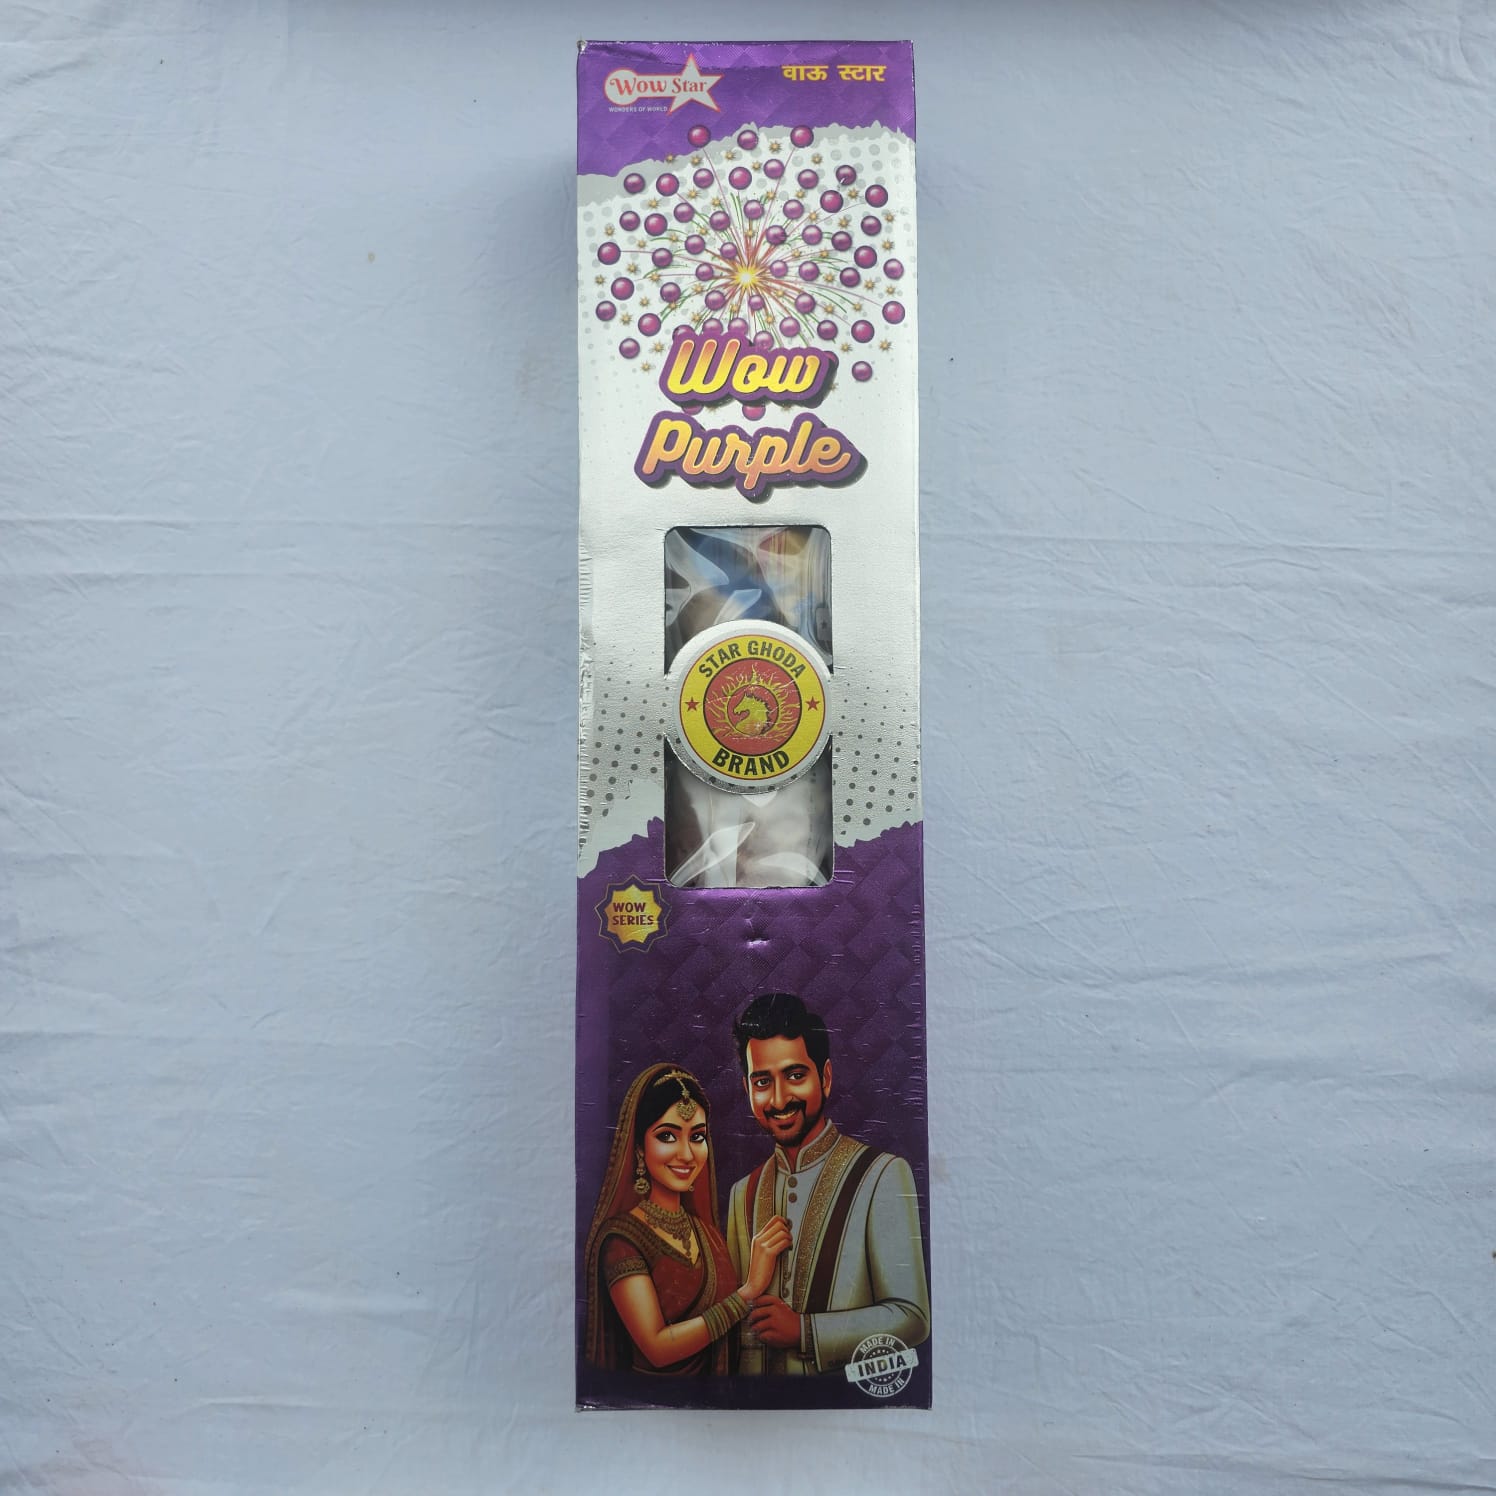 Wow Star
WONDERS OF WORLD
वाऊ स्टार
Wow
Purple
STAR GHODA
BRAND
WOW
SERIES
MADE IN
INDIA
MADE IN